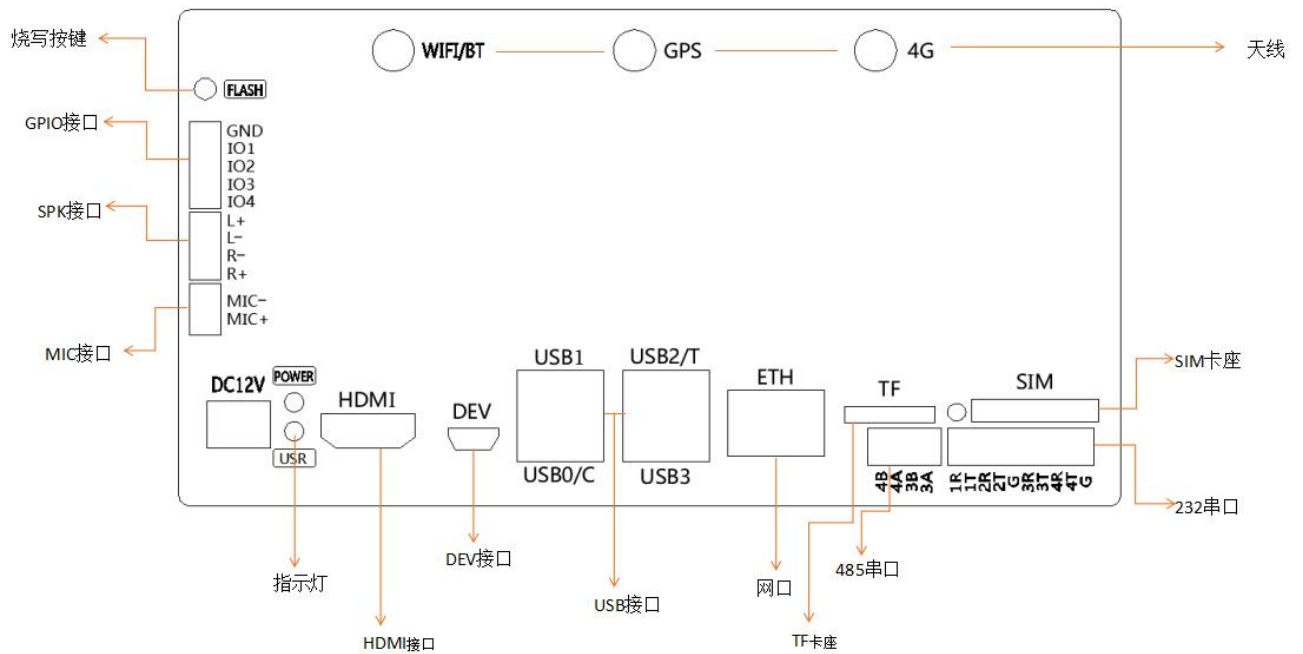 烧写按键
WIFI/BT
GPS
4G
天线
FLASH
GPIO接口
GND
IO1
IO2
IO3
IO4
SPK接口
L+
L-
R-
R+
MIC-
MIC+
MIC接口
DC12V
POWER
USR
HDMI
DEV
USB1
USB0/C
USB2/T
USB3
ETH
TF
SIM
SIM卡座
4B
4A
3B
3A
1R
1T
2R
2T
G
3R
3T
4R
4T
G
232串口
指示灯
HDMI接口
DEV接口
USB接口
网口
TF卡座
485串口